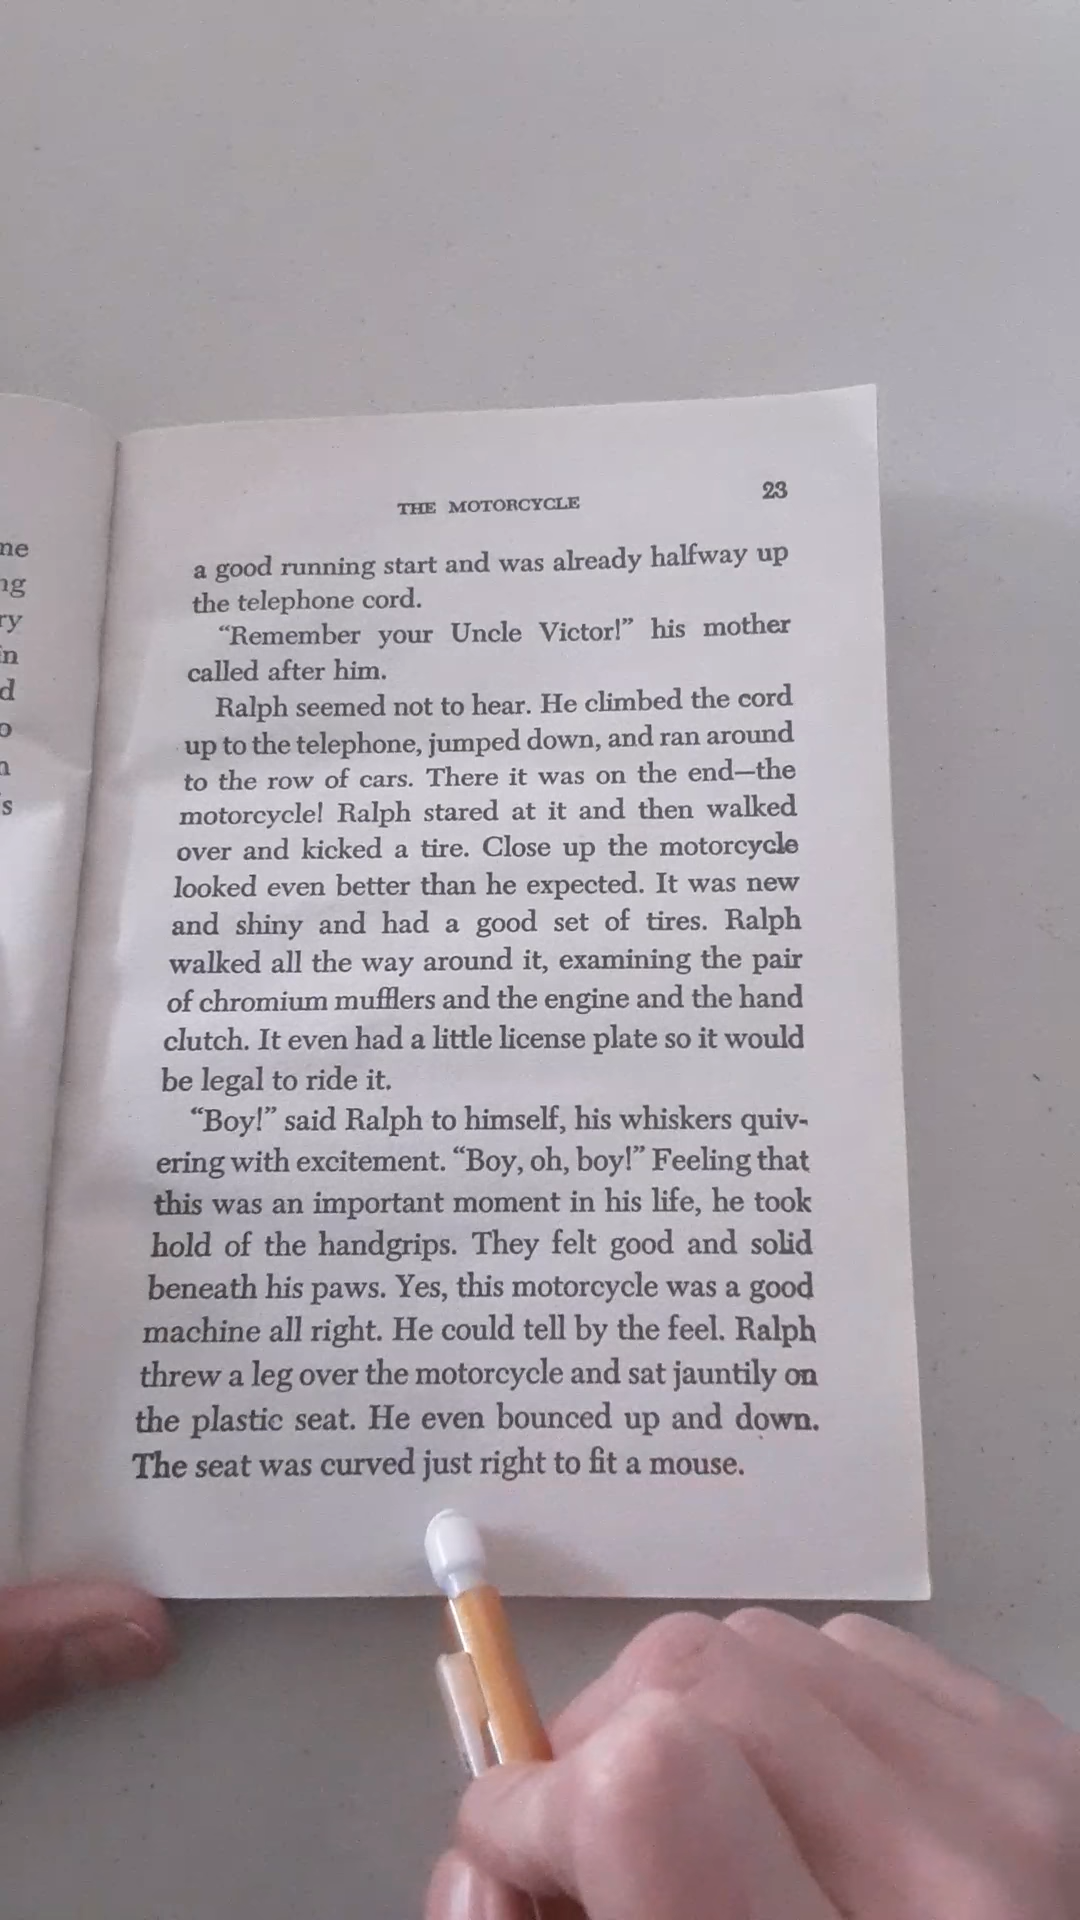 THE MOTORCYCLE 23
a good running start and was already halfway up
the telephone cord.
“Remember your Uncle Victor!” his mother
called after him.
Ralph seemed not to hear. He climbed the cord
up to the telephone, jumped down, and ran around
to the row of cars. There it was on the end—the
motorcycle! Ralph stared at it and then walked
over and kicked a tire. Close up the motorcycle
looked even better than he expected. It was new
and shiny and had a good set of tires. Ralph
walked all the way around it, examining the pair
of chromium mufflers and the engine and the hand
clutch. It even had a little license plate so it would
be legal to ride it.
“Boy!” said Ralph to himself, his whiskers quiv-
ering with excitement. “Boy, oh, boy!” Feeling that
this was an important moment in his life, he took
hold of the handgrips. They felt good and solid
beneath his paws. Yes, this motorcycle was a good
machine all right. He could tell by the feel. Ralph
threw a leg over the motorcycle and sat jauntily on
the plastic seat. He even bounced up and down.
The seat was curved just right to fit a mouse.